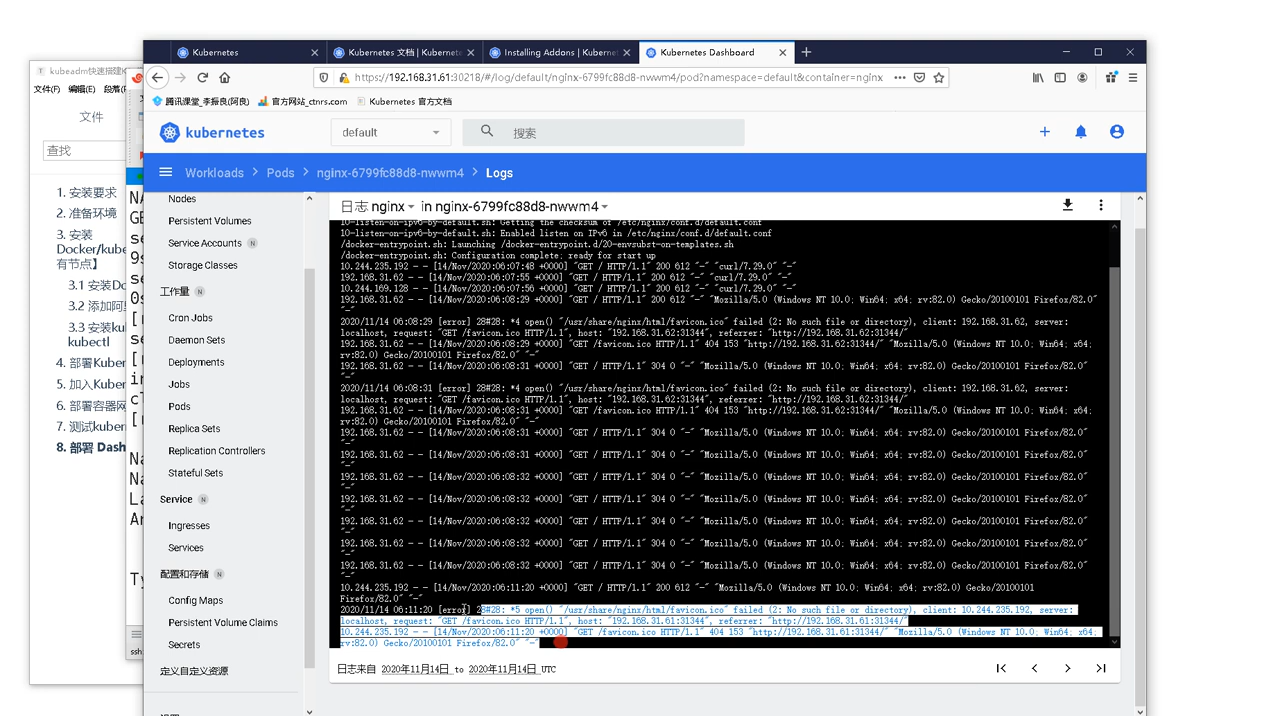 Kubernetes
Kubernetes 文档 | Kubernet
Installing Addons | Kuberne
Kubernetes Dashboard
https://192.168.31.61:30218/#/log/default/nginx-6799fc88d8-nwwm4/pod?namespace=default&container=nginx
腾讯课堂_李振良(阿良)
官方网站_ctnrs.com
Kubernetes 官方文档
kubernetes
default
搜索
Workloads > Pods > nginx-6799fc88d8-nwwm4 > Logs
kubeadm快速搭建K
文件(F) 编辑(E) 段落(
文件
查找
1. 安装要求
2. 准备环境
3. 安装
Docker/kube
有节点】
3.1 安装Do
3.2 添加阿
3.3 安装ku
kubectl
4. 部署Kuber
5. 加入Kuber
6. 部署容器网
7. 测试kuber
8. 部署 Dash
Nodes
Persistent Volumes
Service Accounts N
Storage Classes
工作量 N
Cron Jobs
Daemon Sets
Deployments
Jobs
Pods
Replica Sets
Replication Controllers
Stateful Sets
Service N
Ingresses
Services
配置和存储 N
Config Maps
Persistent Volume Claims
Secrets
定义自定义资源
日志 nginx in nginx-6799fc88d8-nwwm4
10-listen-on-ipv6-by-default.sh: Getting the checksum of /etc/nginx/conf.d/default.conf
10-listen-on-ipv6-by-default.sh: Enabled listen on IPv6 in /etc/nginx/conf.d/default.conf
/docker-entrypoint.sh: Launching /docker-entrypoint.d/20-envsubst-on-templates.sh
/docker-entrypoint.sh: Configuration complete; ready for start up
10.244.235.192 - - [14/Nov/2020:06:07:48 +0000] "GET / HTTP/1.1" 200 612 "-" "curl/7.29.0" "-"
192.168.31.62 - - [14/Nov/2020:06:07:55 +0000] "GET / HTTP/1.1" 200 612 "-" "curl/7.29.0" "-"
10.244.169.128 - - [14/Nov/2020:06:07:56 +0000] "GET / HTTP/1.1" 200 612 "-" "curl/7.29.0" "-"
192.168.31.62 - - [14/Nov/2020:06:08:29 +0000] "GET / HTTP/1.1" 200 612 "-" "Mozilla/5.0 (Windows NT 10.0; Win64; x64; rv:82.0) Gecko/20100101 Firefox/82.0"
"-"
2020/11/14 06:08:29 [error] 28#28: *4 open() "/usr/share/nginx/html/favicon.ico" failed (2: No such file or directory), client: 192.168.31.62, server:
localhost, request: "GET /favicon.ico HTTP/1.1", host: "192.168.31.62:31344", referrer: "http://192.168.31.62:31344/"
192.168.31.62 - - [14/Nov/2020:06:08:29 +0000] "GET /favicon.ico HTTP/1.1" 404 153 "http://192.168.31.62:31344/" "Mozilla/5.0 (Windows NT 10.0; Win64; x64;
rv:82.0) Gecko/20100101 Firefox/82.0" "-"
192.168.31.62 - - [14/Nov/2020:06:08:31 +0000] "GET / HTTP/1.1" 304 0 "-" "Mozilla/5.0 (Windows NT 10.0; Win64; x64; rv:82.0) Gecko/20100101 Firefox/82.0"
"-"
2020/11/14 06:08:31 [error] 28#28: *4 open() "/usr/share/nginx/html/favicon.ico" failed (2: No such file or directory), client: 192.168.31.62, server:
localhost, request: "GET /favicon.ico HTTP/1.1", host: "192.168.31.62:31344", referrer: "http://192.168.31.62:31344/"
192.168.31.62 - - [14/Nov/2020:06:08:31 +0000] "GET /favicon.ico HTTP/1.1" 404 153 "http://192.168.31.62:31344/" "Mozilla/5.0 (Windows NT 10.0; Win64; x64;
rv:82.0) Gecko/20100101 Firefox/82.0" "-"
192.168.31.62 - - [14/Nov/2020:06:08:31 +0000] "GET / HTTP/1.1" 304 0 "-" "Mozilla/5.0 (Windows NT 10.0; Win64; x64; rv:82.0) Gecko/20100101 Firefox/82.0"
"-"
192.168.31.62 - - [14/Nov/2020:06:08:31 +0000] "GET / HTTP/1.1" 304 0 "-" "Mozilla/5.0 (Windows NT 10.0; Win64; x64; rv:82.0) Gecko/20100101 Firefox/82.0"
"-"
192.168.31.62 - - [14/Nov/2020:06:08:32 +0000] "GET / HTTP/1.1" 304 0 "-" "Mozilla/5.0 (Windows NT 10.0; Win64; x64; rv:82.0) Gecko/20100101 Firefox/82.0"
"-"
192.168.31.62 - - [14/Nov/2020:06:08:32 +0000] "GET / HTTP/1.1" 304 0 "-" "Mozilla/5.0 (Windows NT 10.0; Win64; x64; rv:82.0) Gecko/20100101 Firefox/82.0"
"-"
192.168.31.62 - - [14/Nov/2020:06:08:32 +0000] "GET / HTTP/1.1" 304 0 "-" "Mozilla/5.0 (Windows NT 10.0; Win64; x64; rv:82.0) Gecko/20100101 Firefox/82.0"
"-"
192.168.31.62 - - [14/Nov/2020:06:08:32 +0000] "GET / HTTP/1.1" 304 0 "-" "Mozilla/5.0 (Windows NT 10.0; Win64; x64; rv:82.0) Gecko/20100101 Firefox/82.0"
"-"
192.168.31.62 - - [14/Nov/2020:06:08:32 +0000] "GET / HTTP/1.1" 304 0 "-" "Mozilla/5.0 (Windows NT 10.0; Win64; x64; rv:82.0) Gecko/20100101 Firefox/82.0"
"-"
10.244.235.192 - - [14/Nov/2020:06:11:20 +0000] "GET / HTTP/1.1" 200 612 "-" "Mozilla/5.0 (Windows NT 10.0; Win64; x64; rv:82.0) Gecko/20100101
Firefox/82.0" "-"
2020/11/14 06:11:20 [error] 28#28: *5 open() "/usr/share/nginx/html/favicon.ico" failed (2: No such file or directory), client: 10.244.235.192, server:
localhost, request: "GET /favicon.ico HTTP/1.1", host: "192.168.31.61:31344", referrer: "http://192.168.31.61:31344/"
10.244.235.192 - - [14/Nov/2020:06:11:20 +0000] "GET /favicon.ico HTTP/1.1" 404 153 "http://192.168.31.61:31344/" "Mozilla/5.0 (Windows NT 10.0; Win64; x64;
rv:82.0) Gecko/20100101 Firefox/82.0" "-"
日志来自 2020年11月14日 to 2020年11月14日 UTC